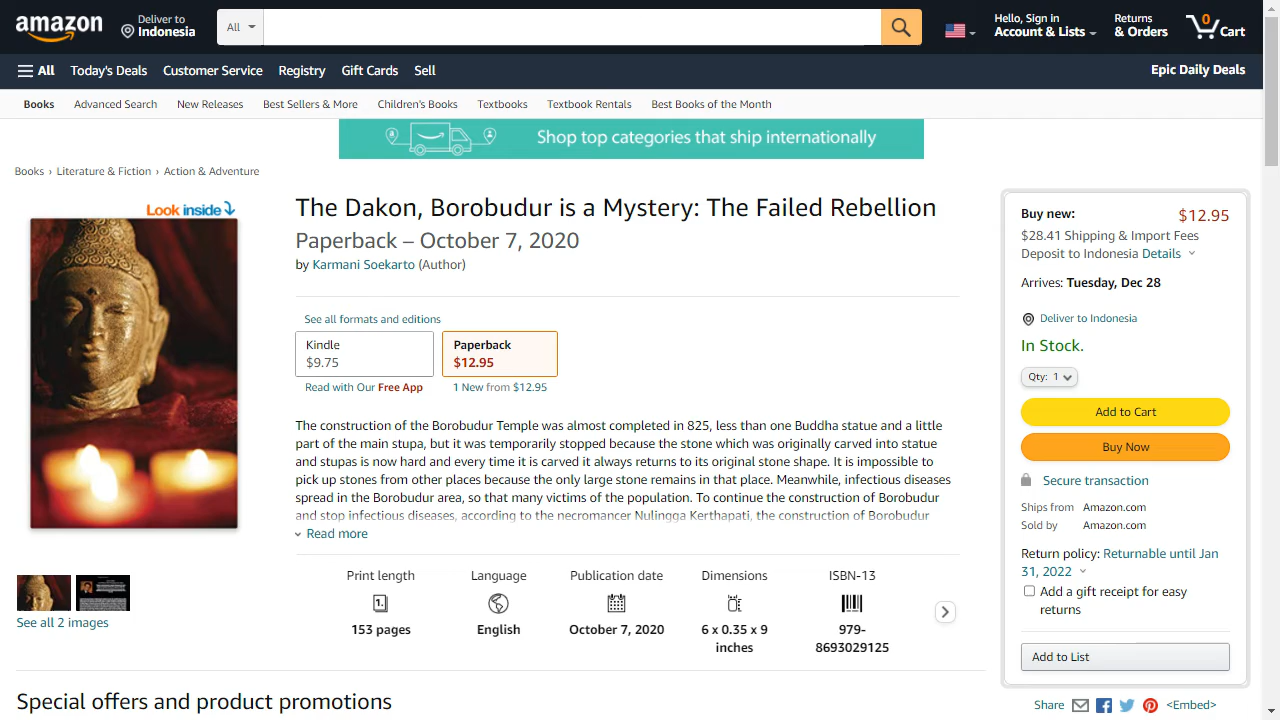 amazon
Deliver to
Indonesia
All
Hello, Sign in
Account & Lists
Returns
& Orders
0
Cart
All
Today's Deals
Customer Service
Registry
Gift Cards
Sell
Epic Daily Deals
Books
Advanced Search
New Releases
Best Sellers & More
Children's Books
Textbooks
Textbook Rentals
Best Books of the Month
Shop top categories that ship internationally
Books › Literature & Fiction › Action & Adventure
Look inside
The Dakon, Borobudur is a Mystery: The Failed Rebellion
Paperback – October 7, 2020
by Karmani Soekarto (Author)
See all formats and editions
Kindle
$9.75
Read with Our Free App
Paperback
$12.95
1 New from $12.95
The construction of the Borobudur Temple was almost completed in 825, less than one Buddha statue and a little
part of the main stupa, but it was temporarily stopped because the stone which was originally carved into statue
and stupas is now hard and every time it is carved it always returns to its original stone shape. It is impossible to
pick up stones from other places because the only large stone remains in that place. Meanwhile, infectious diseases
spread in the Borobudur area, so that many victims of the population. To continue the construction of Borobudur
and stop infectious diseases, according to the necromancer Nulingga Kerthapati, the construction of Borobudur
Read more
Print length
153 pages
Language
English
Publication date
October 7, 2020
Dimensions
6 x 0.35 x 9
inches
ISBN-13
979-
8693029125
See all 2 images
Special offers and product promotions
Buy new:
$12.95
$28.41 Shipping & Import Fees
Deposit to Indonesia Details
Arrives: Tuesday, Dec 28
Deliver to Indonesia
In Stock.
Qty: 1
Add to Cart
Buy Now
Secure transaction
Ships from Amazon.com
Sold by Amazon.com
Return policy: Returnable until Jan
31, 2022
Add a gift receipt for easy
returns
Add to List
Share
<Embed>